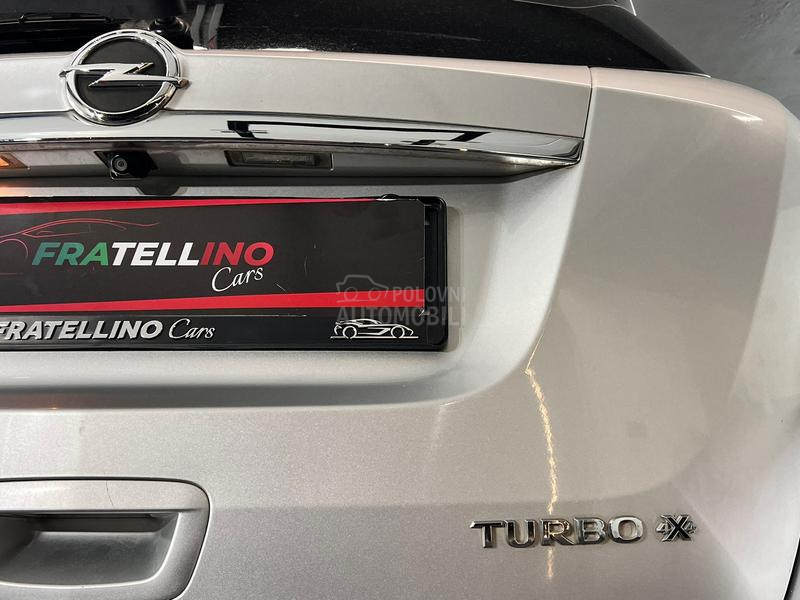 FRATELLINO
Cars
POLOVNI
AUTOMOBILI
FRATELLINO Cars
TURBO 4X4